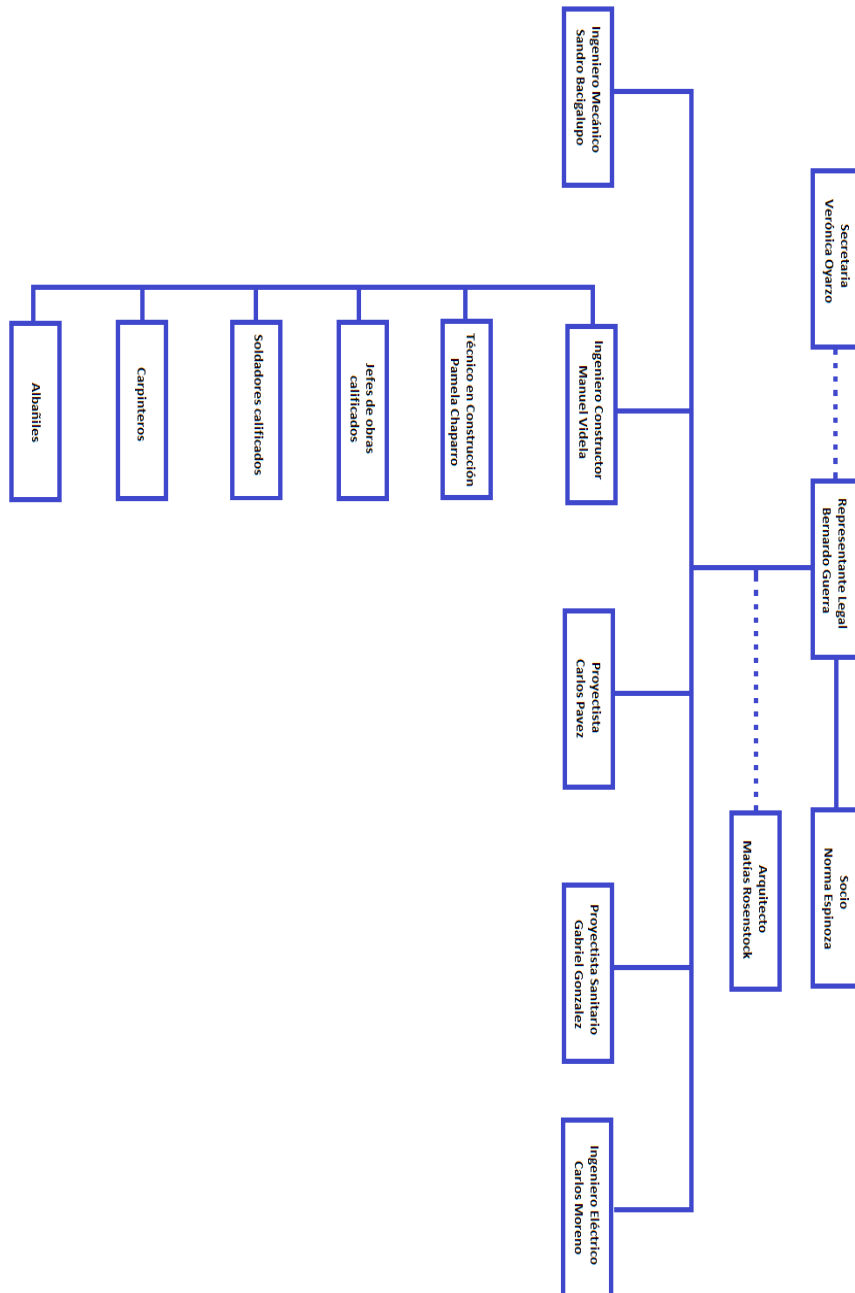 Secretaria
Verónica Oyarzo
Representante Legal
Bernardo Guerra
Socio
Norma Espinoza
Arquitecto
Matías Rosenstock
Ingeniero Mecánico
Sandro Bacigalupo
Ingeniero Constructor
Manuel Videla
Proyectista
Carlos Pavez
Proyectista Sanitario
Gabriel Gonzalez
Ingeniero Eléctrico
Carlos Moreno
Técnico en Construcción
Pamela Chaparro
Jefes de obras
calificados
Soldadores calificados
Carpinteros
Albañiles